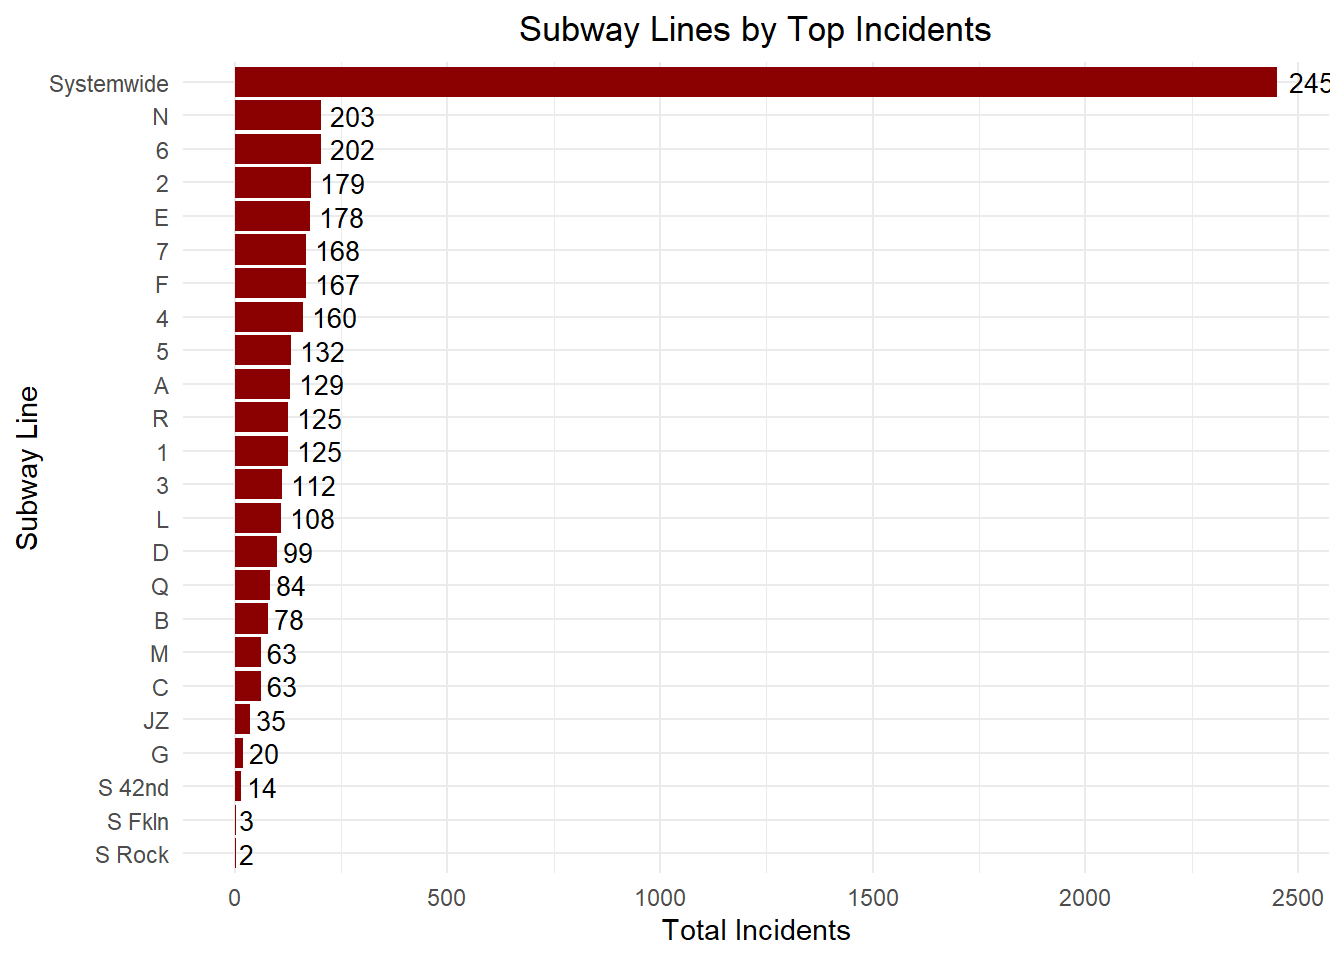 Subway Lines by Top Incidents
Systemwide 245
N 203
6 202
2 179
E 178
7 168
F 167
4 160
5 132
A 129
R 125
1 125
3 112
L 108
D 99
Q 84
B 78
M 63
C 63
JZ 35
G 20
S 42nd 14
S Fkln 3
S Rock 2
0 500 1000 1500 2000 2500
Total Incidents
Subway Line